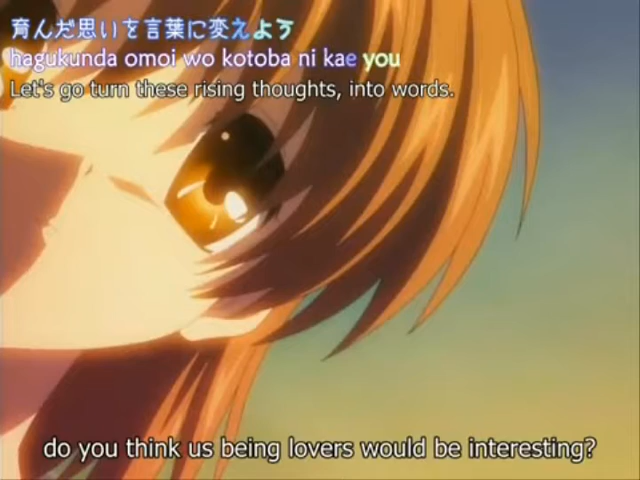 育んだ思いを言葉に変えよう
hagukunda omoi wo kotoba ni kae you
Let's go turn these rising thoughts, into words.
do you think us being lovers would be interesting?